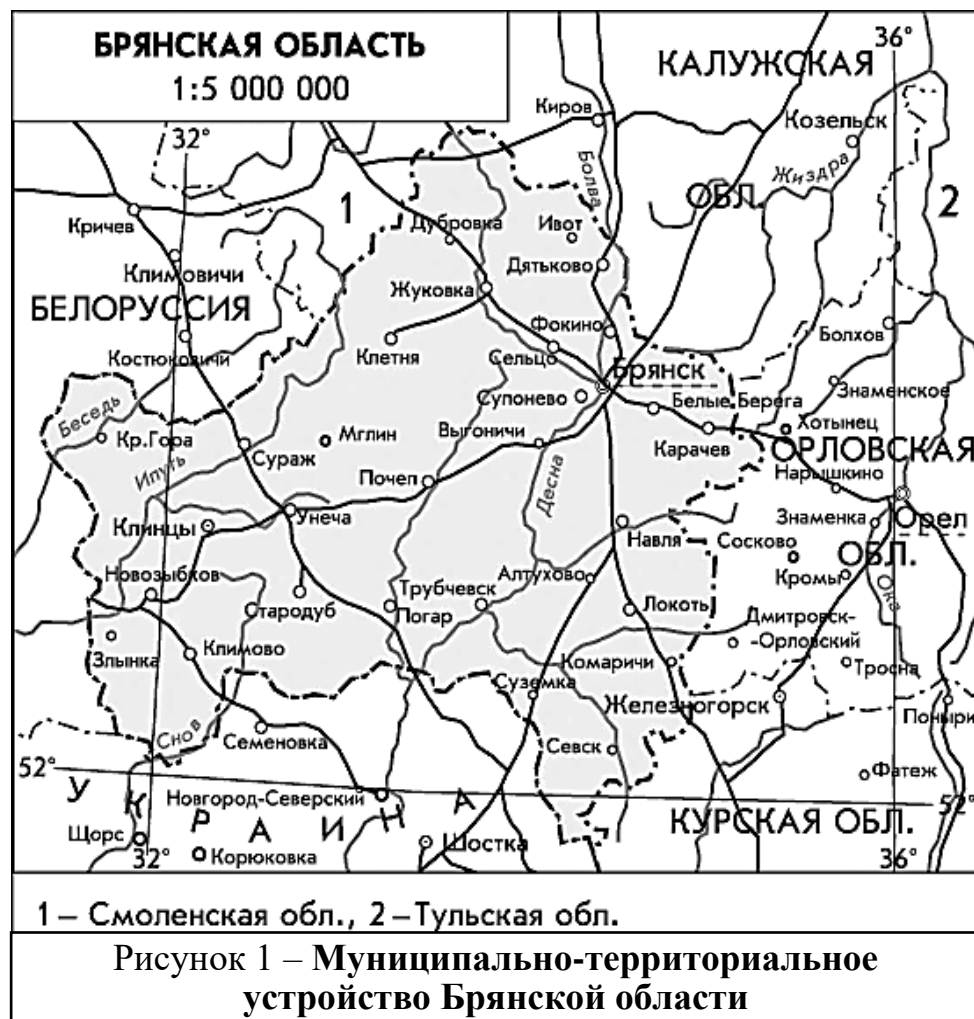 БРЯНСКАЯ ОБЛАСТЬ
1:5 000 000
36°
КАЛУЖСКАЯ
Киров
Козельск
32°
Болва
Жиздра
ОБЛ.
1
2
Кричев
Дубровка
Ивот
Климовичи
Дятьково
БЕЛОРУССИЯ
Жуковка
Фокино
Болхов
Костюковичи
Клетня
Сельцо
Брянск
Беседь
Супонево
Белые Берега
Знаменское
Кр.Гора
Мглин
Выгоничи
Хотынец
Карачев
ОРЛОВСКАЯ
Ипуть
Сураж
Почеп
Десна
Нарышкино
Клинцы
Унеча
Навля
Знаменка
Орел
Сосково
ОБЛ.
Новозыбков
Трубчевск
Алтухово
Кромы
Ока
тародуб
Погар
Локоть
Дмитровск-
-Орловский
Злынка
Климово
Комаричи
Тросна
Суземка
Железногорск
Поныри
Снов
Семеновка
Севск
52°
Фатеж
УКРАИНА
Новгород-Северский
52°
Щорс
КУРСКАЯ ОБЛ.
32°
Корюковка
Шостка
36°
1 – Смоленская обл., 2 – Тульская обл.
Рисунок 1 – Муниципально-территориальное
устройство Брянской области